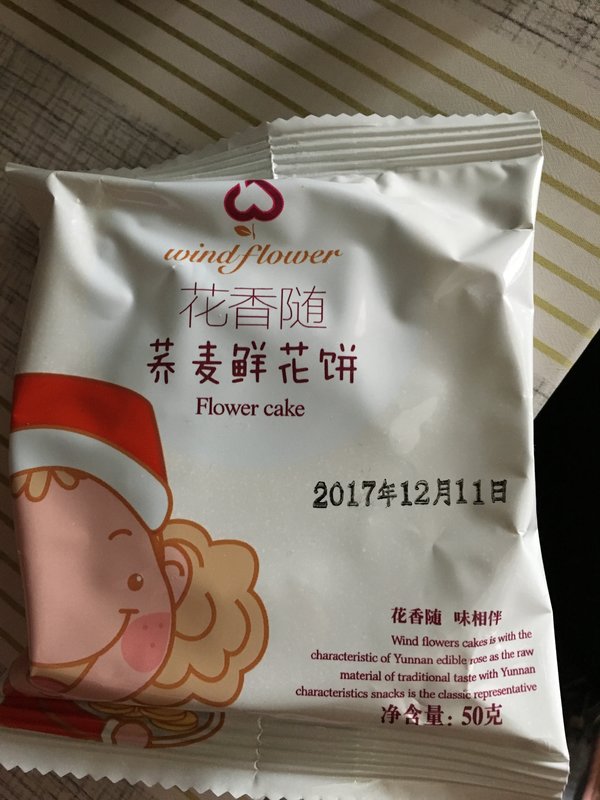 wind flower
花香随
荞麦鲜花饼
Flower cake
2017年12月11日
花香随 味相伴
Wind flowers cakes is with the
characteristic of Yunnan edible rose as the raw
material of traditional taste with Yunnan
characteristics snacks is the classic representative
净含量: 50克